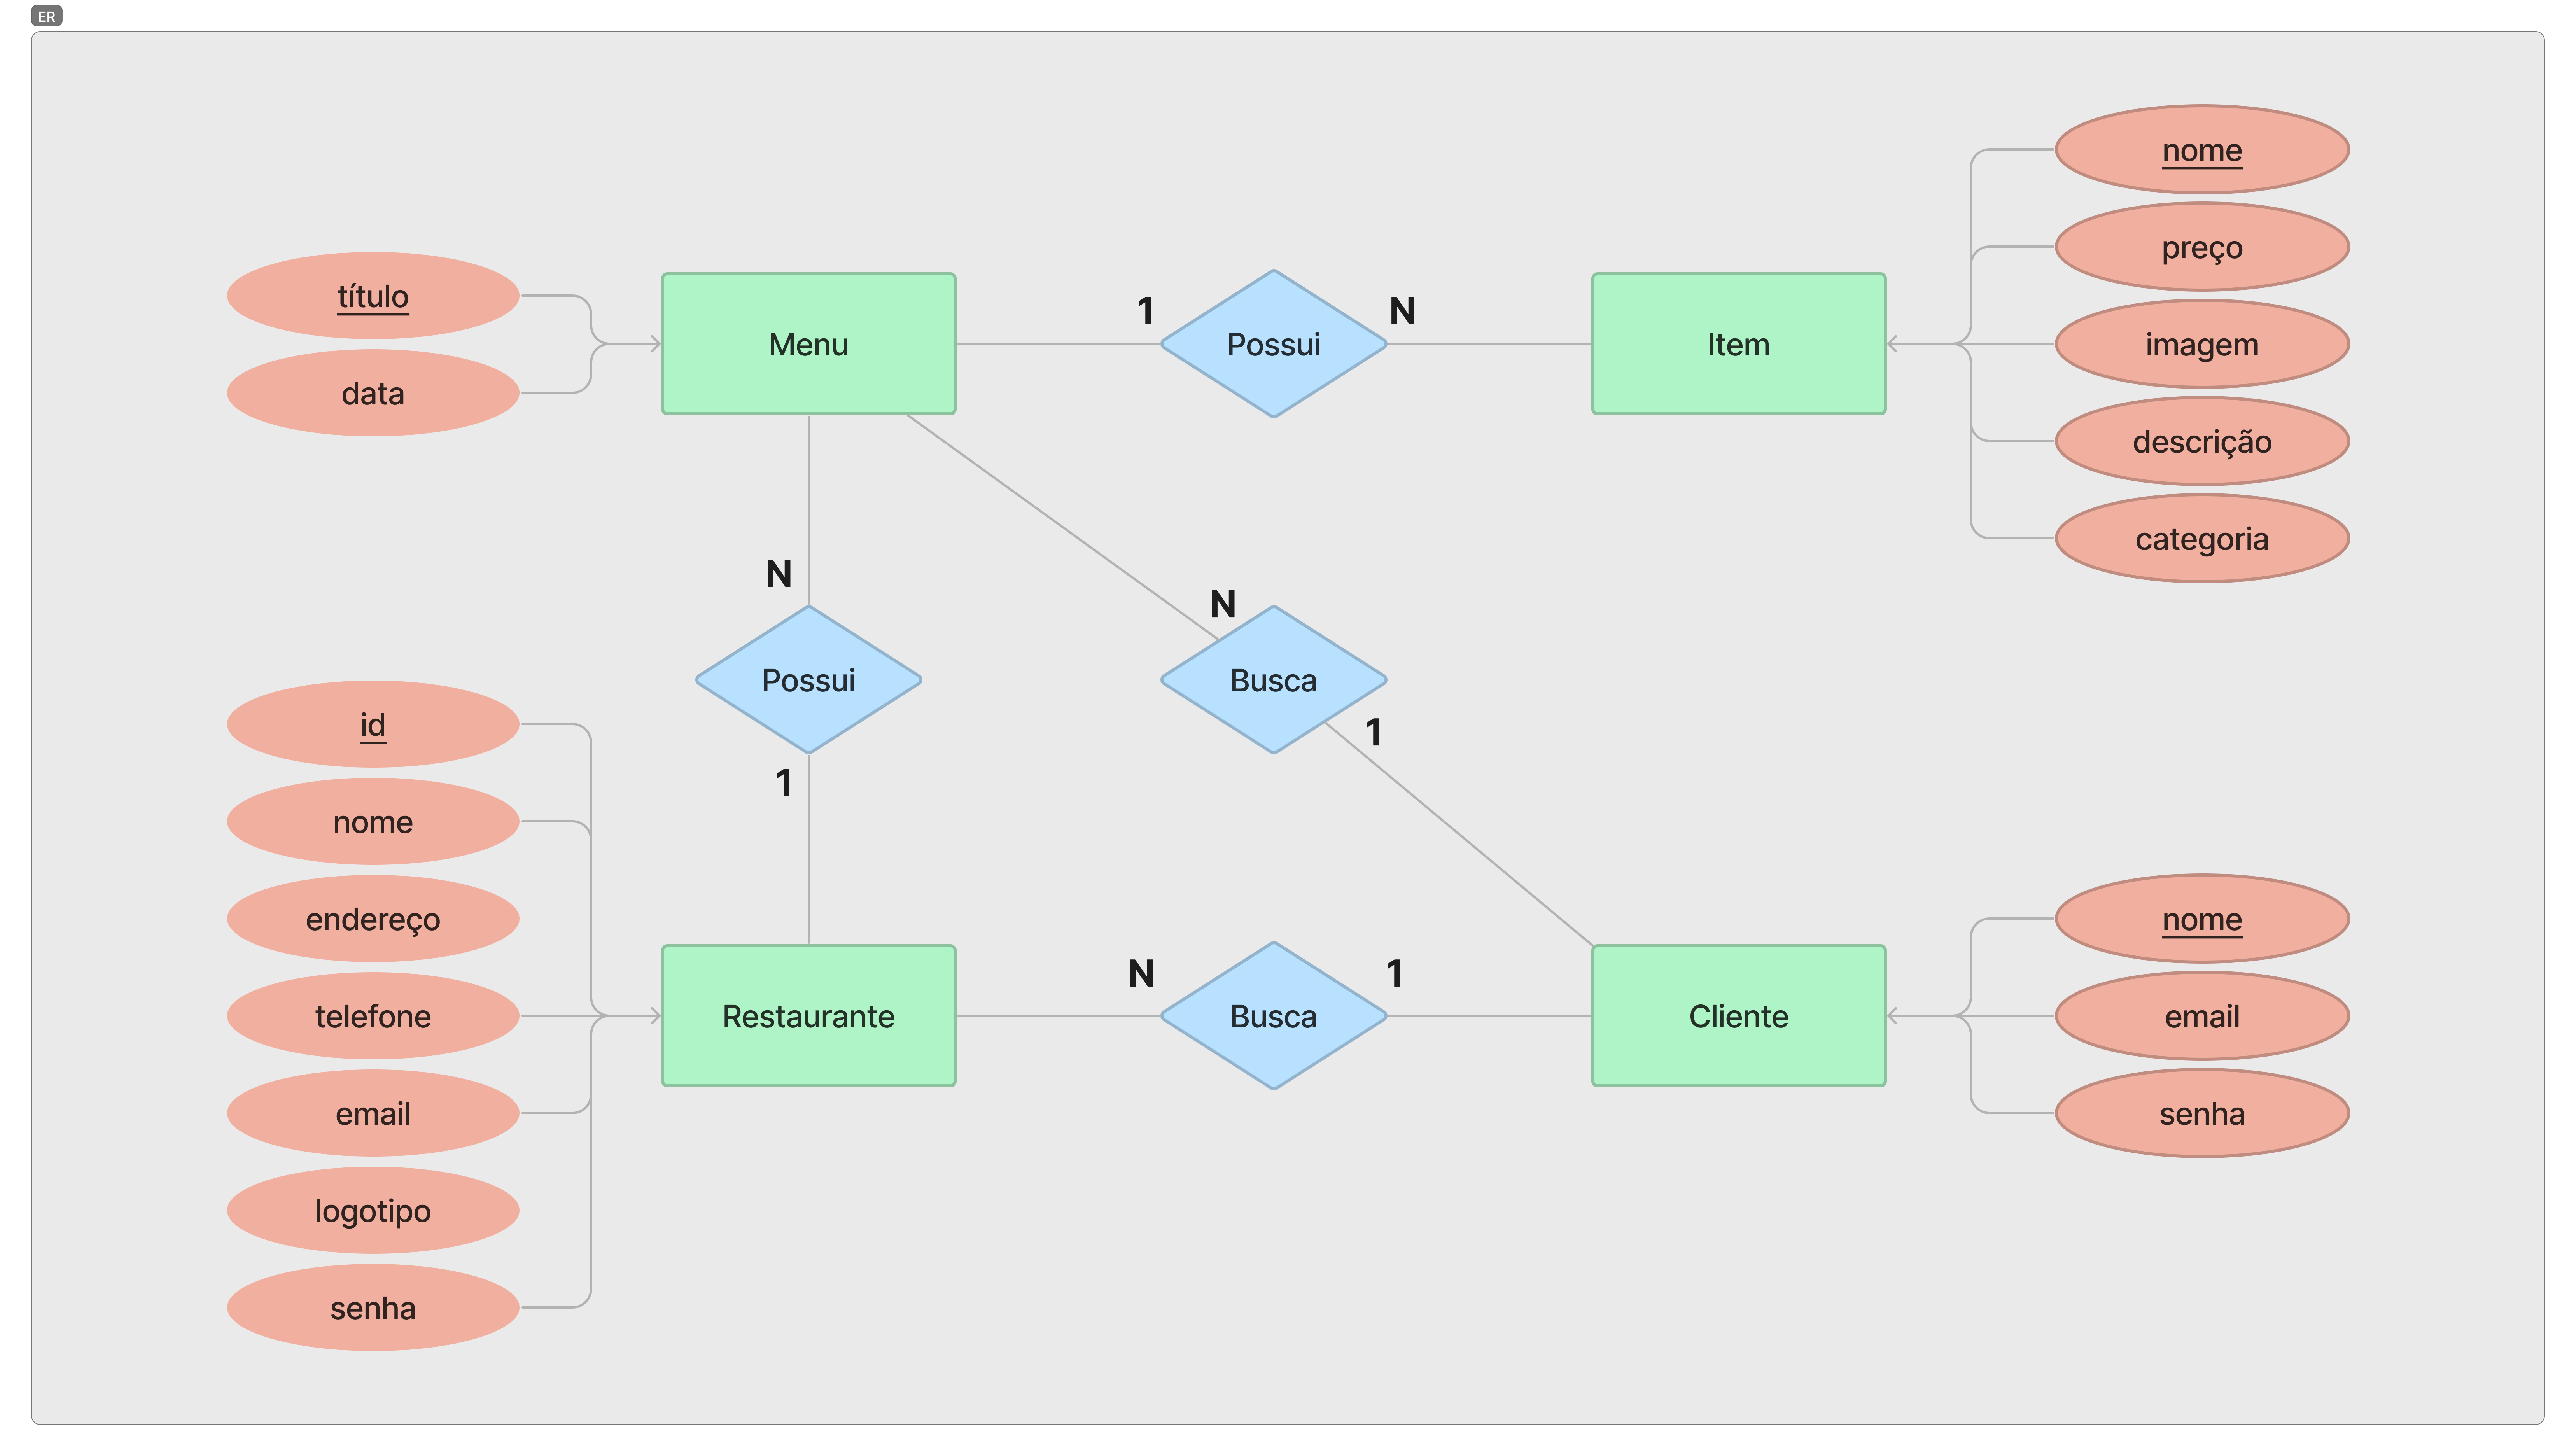 ER
título
data
Menu
1
Possui
N
Item
nome
preço
imagem
descrição
categoria
N
Possui
1
N
Busca
1
id
nome
endereço
telefone
email
logotipo
senha
Restaurante
N
Busca
1
Cliente
nome
email
senha